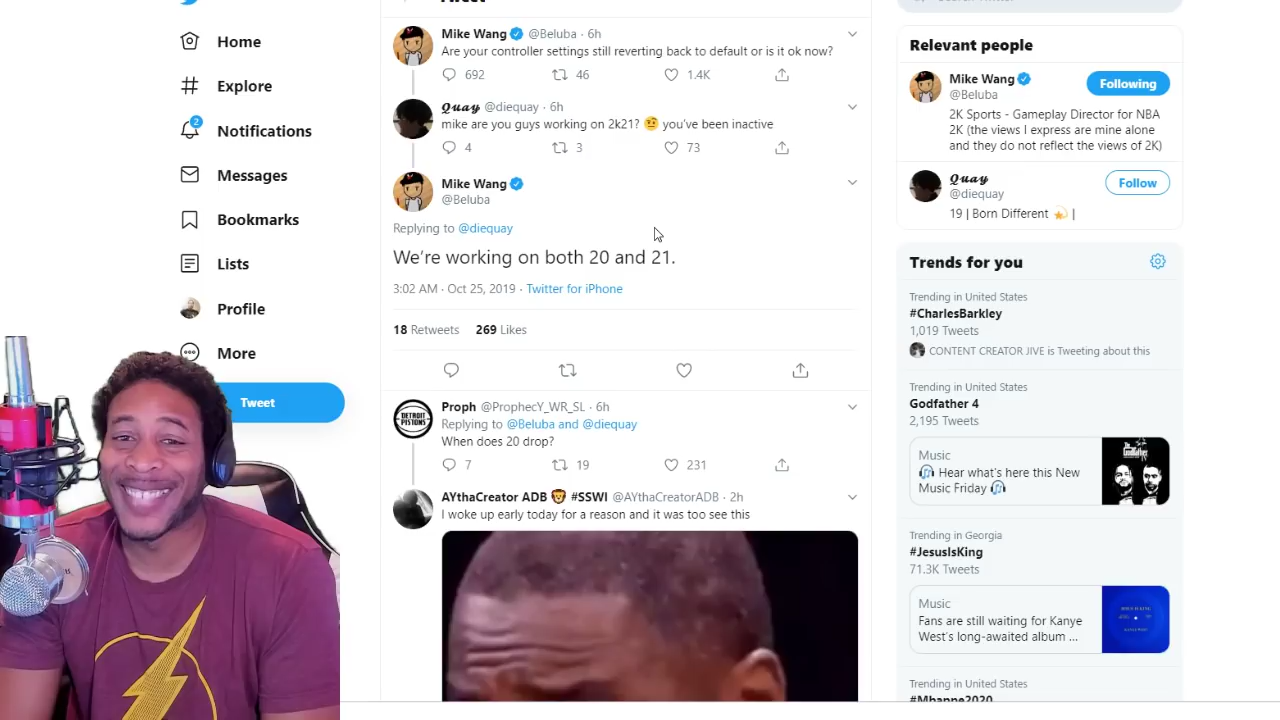 Home
Explore
2
Notifications
Messages
Bookmarks
Lists
Profile
More
Tweet
Tweet
Mike Wang @Beluba · 6h
Are your controller settings still reverting back to default or is it ok now?
692 46 1.4K
𝑸𝒖𝒂𝒚 @diequay · 6h
mike are you guys working on 2k21? 🤨 you've been inactive
4 3 73
Mike Wang
@Beluba
Replying to @diequay
We're working on both 20 and 21.
3:02 AM · Oct 25, 2019 · Twitter for iPhone
18 Retweets 269 Likes
DETROIT
PISTONS
Proph @ProphecY_WR_SL · 6h
Replying to @Beluba and @diequay
When does 20 drop?
7 19 231
AYthaCreator ADB 🦁 #SSWI @AYthaCreatorADB · 2h
I woke up early today for a reason and it was too see this
Relevant people
Mike Wang
@Beluba
Following
2K Sports - Gameplay Director for NBA
2K (the views I express are mine alone
and they do not reflect the views of 2K)
𝑸𝒖𝒂𝒚
@diequay
Follow
19 | Born Different 💫 |
Trends for you
Trending in United States
#CharlesBarkley
1,019 Tweets
CONTENT CREATOR JIVE is Tweeting about this
Trending in United States
Godfather 4
2,195 Tweets
Music
🎧 Hear what's here this New
Music Friday 🎧
Trending in Georgia
#JesusIsKing
71.3K Tweets
Music
Fans are still waiting for Kanye
West's long-awaited album ...
Trending in United States
#Mbappe2020